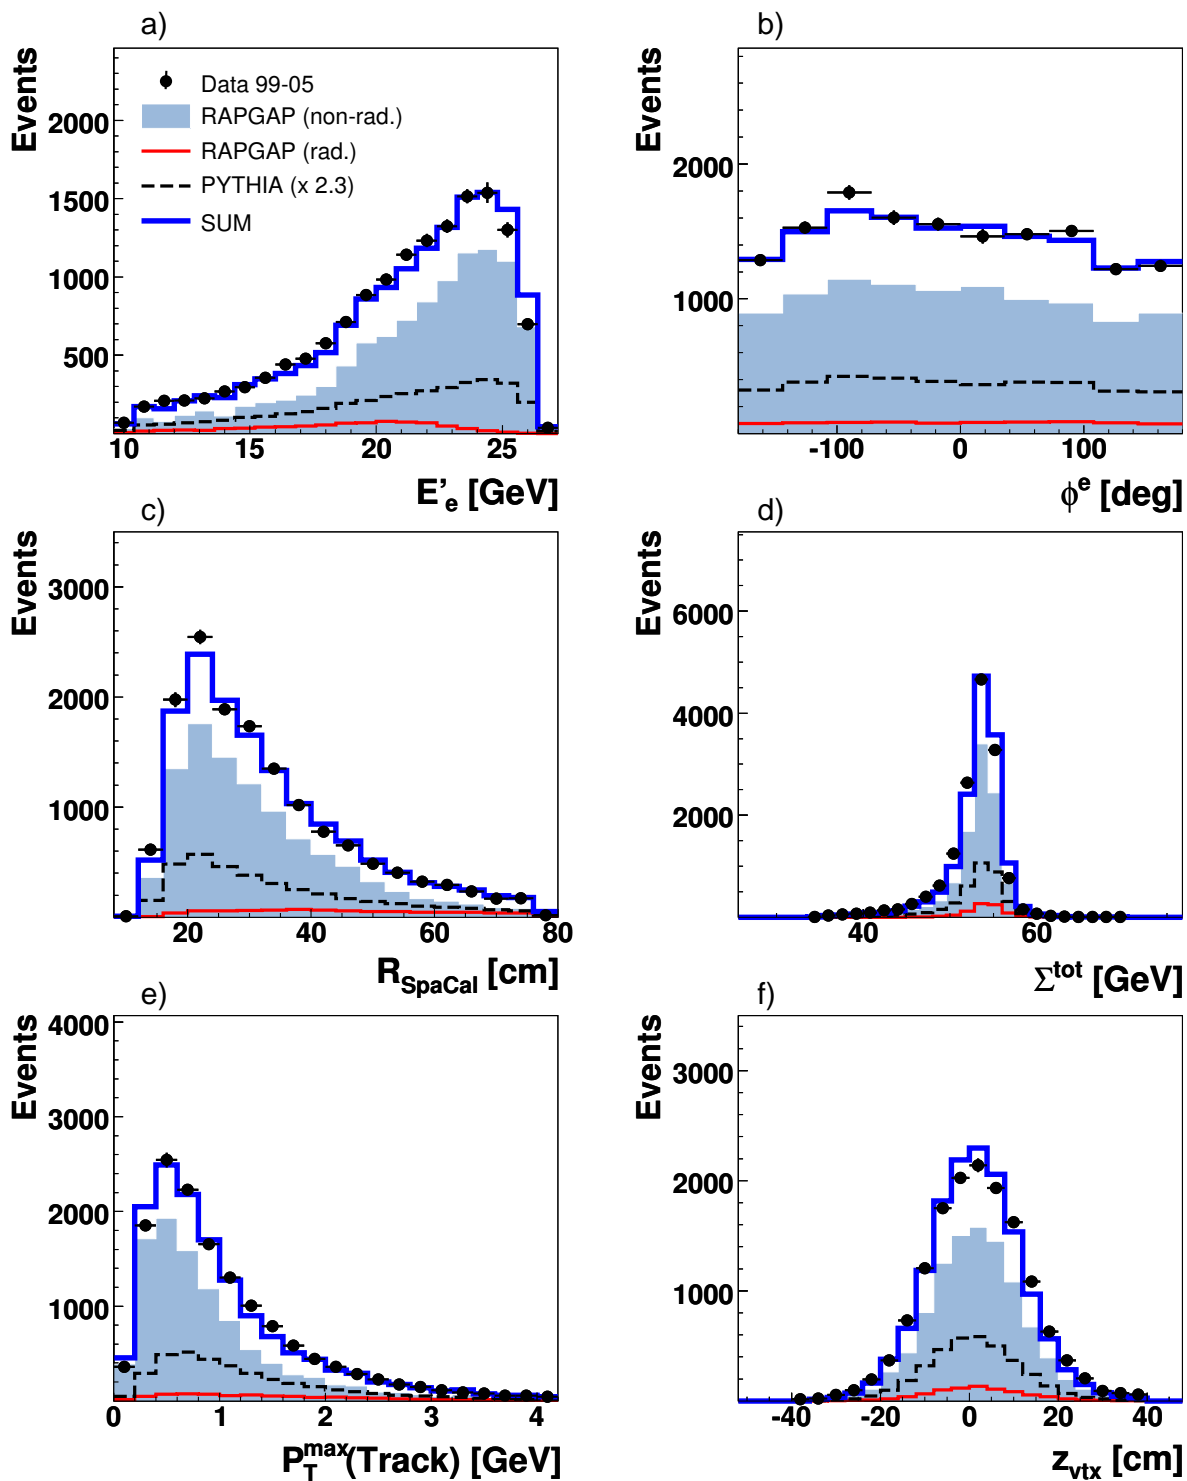 a)
Events
2000
1500
1000
500
Data 99-05
RAPGAP (non-rad.)
RAPGAP (rad.)
PYTHIA (x 2.3)
SUM
10 15 20 25
E'e [GeV]
b)
Events
2000
1000
-100 0 100
ϕe [deg]
c)
Events
3000
2000
1000
20 40 60 80
RSpaCal [cm]
d)
Events
6000
4000
2000
40 60
Σtot [GeV]
e)
Events
4000
3000
2000
1000
0 1 2 3 4
PTmax(Track) [GeV]
f)
Events
3000
2000
1000
-40 -20 0 20 40
zvtx [cm]